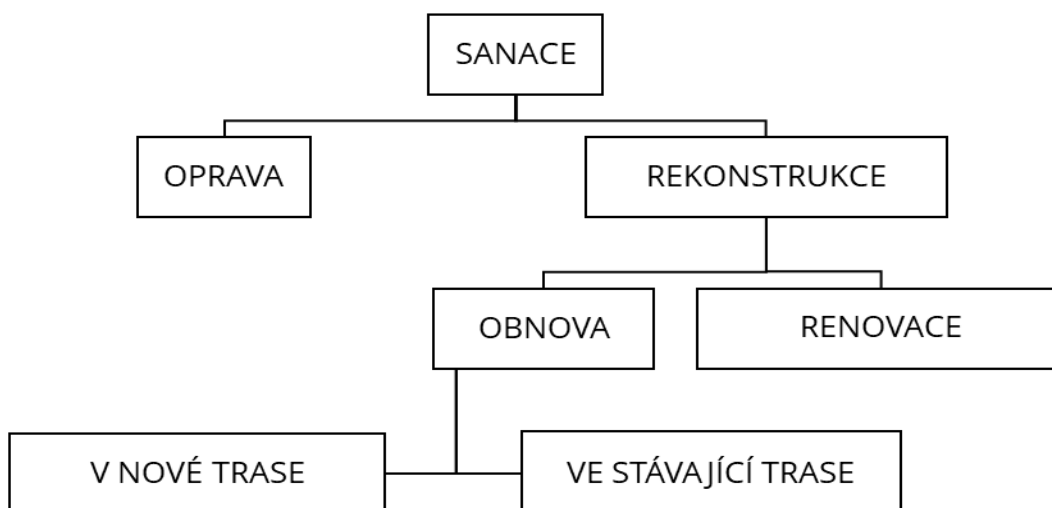 SANACE
OPRAVA
REKONSTRUKCE
OBNOVA
RENOVACE
V NOVÉ TRASE
VE STÁVAJÍCÍ TRASE